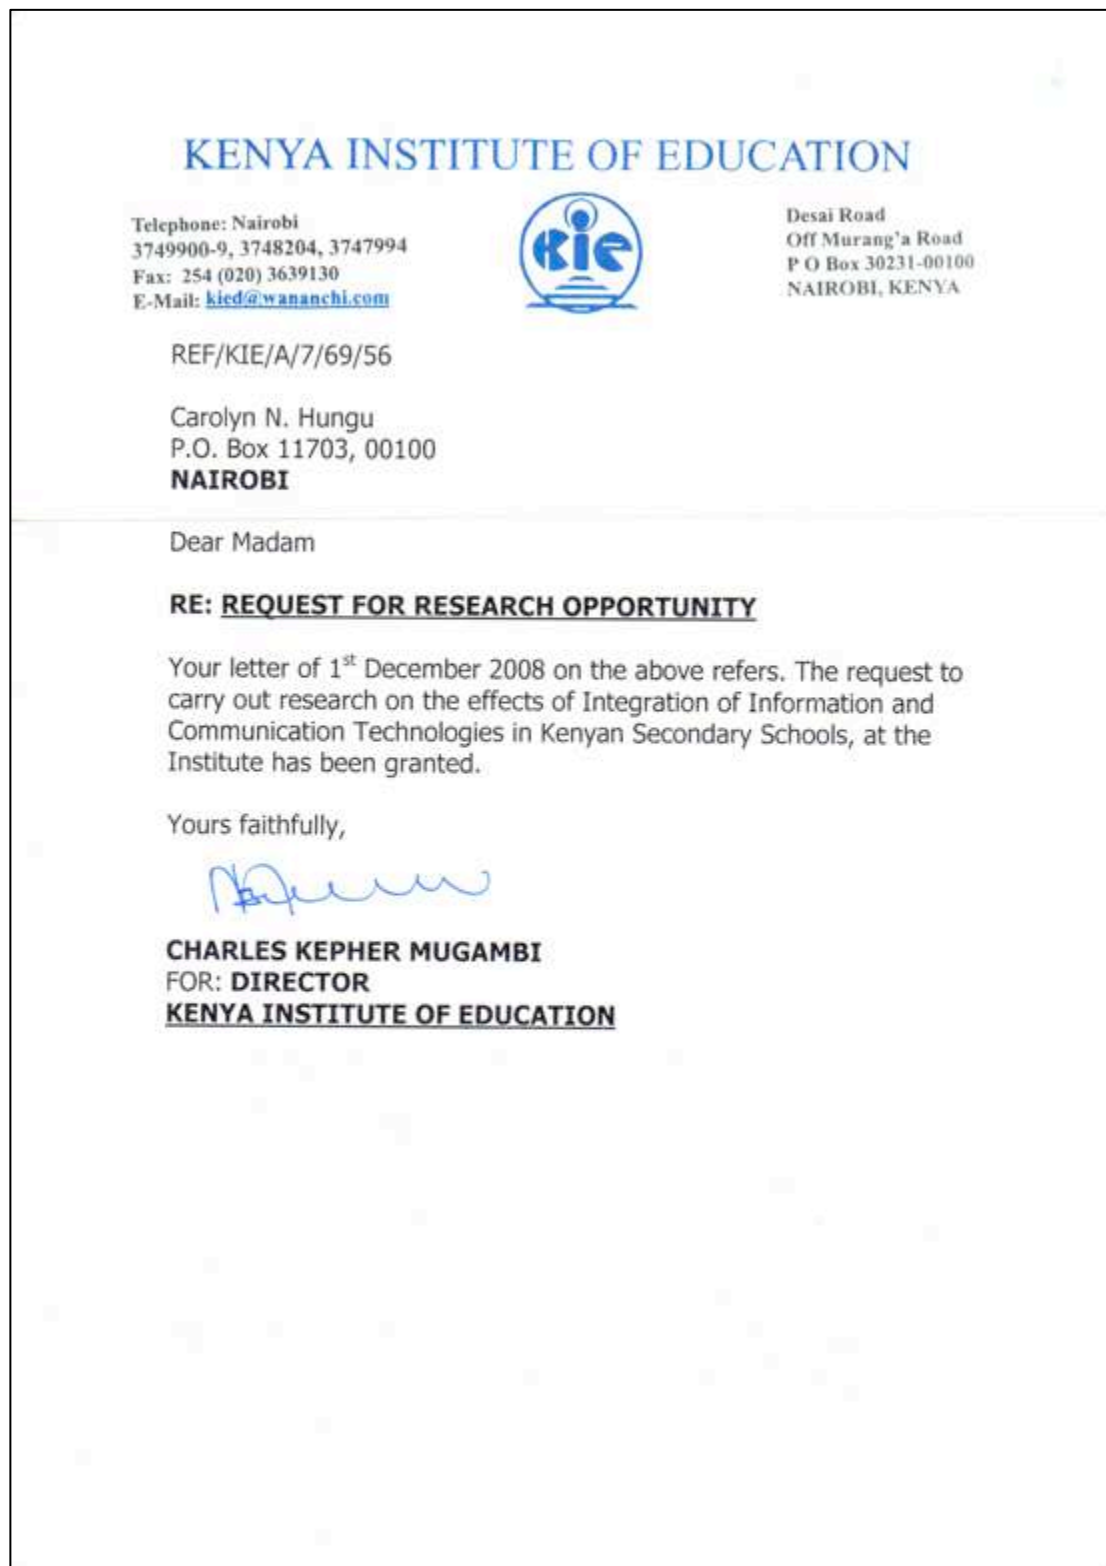 KENYA INSTITUTE OF EDUCATION
Telephone: Nairobi
3749900-9, 3748204, 3747994
Fax: 254 (020) 3639130
E-Mail: kied@wananchi.com
Kie
Desai Road
Off Murang'a Road
P O Box 30231-00100
NAIROBI, KENYA
REF/KIE/A/7/69/56
Carolyn N. Hungu
P.O. Box 11703, 00100
NAIROBI
Dear Madam
RE: REQUEST FOR RESEARCH OPPORTUNITY
Your letter of 1st December 2008 on the above refers. The request to
carry out research on the effects of Integration of Information and
Communication Technologies in Kenyan Secondary Schools, at the
Institute has been granted.
Yours faithfully,
CHARLES KEPHER MUGAMBI
FOR: DIRECTOR
KENYA INSTITUTE OF EDUCATION